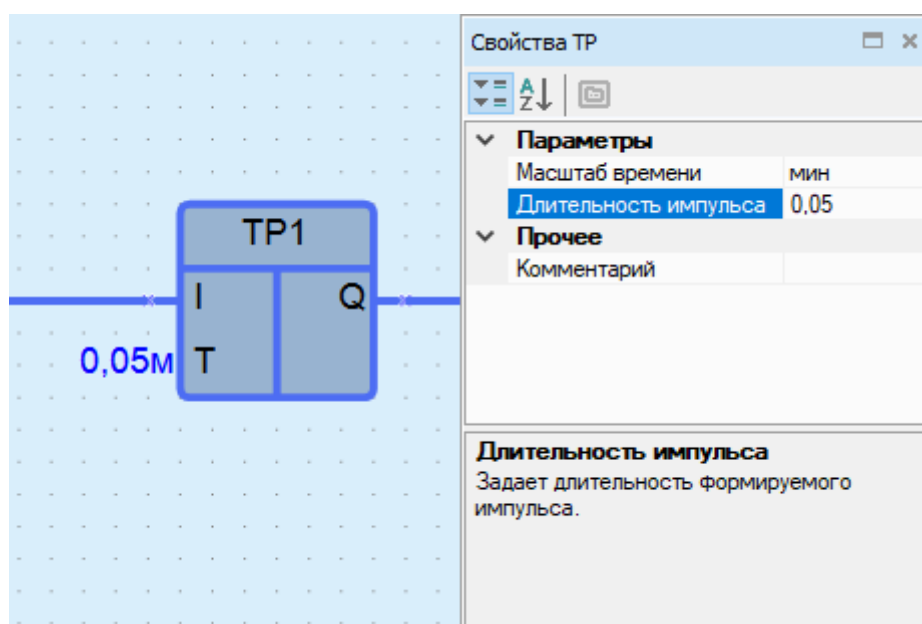 Свойства TP
Параметры
Масштаб времени мин
Длительность импульса 0,05
Прочее
Комментарий
TP1
I Q
0,05м T
Длительность импульса
Задает длительность формируемого
импульса.